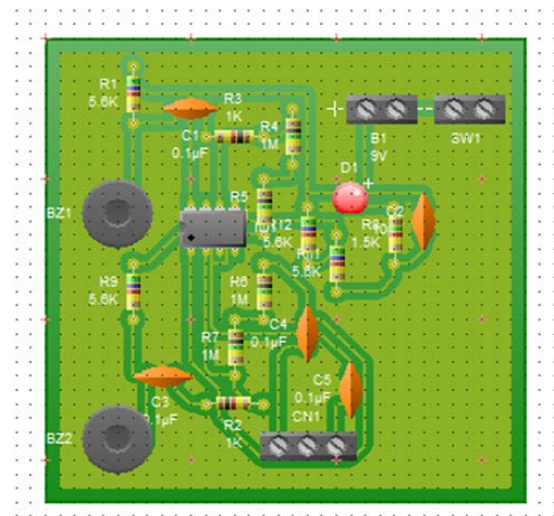 R1
5.6K
R3
1K
C1
0.1µF
R4
1M
B1
9V
SW1
D1
BZ1
R5
5.6K
1.5K
5.6K
R9
5.6K
R6
1M
C4
0.1µF
R7
1M
C5
0.1µF
CN1
C3
0.1µF
R2
1K
BZ2